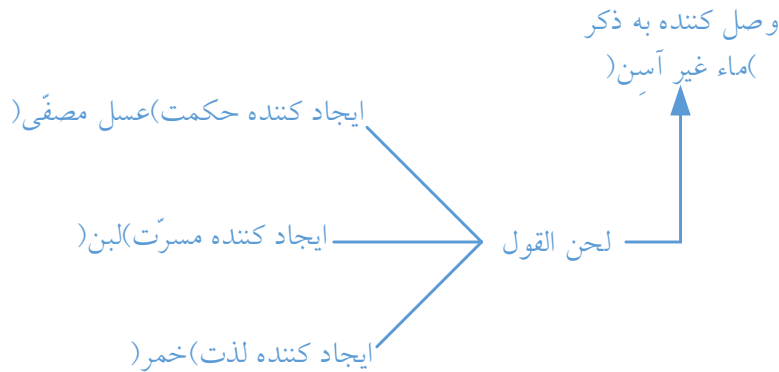 وصل کننده به ذکر
)ماء غیر آسِن(
ایجاد کننده حکمت)عسل مصفّی(
ایجاد کننده مسرّت)لبن(
لحن القول
ایجاد کننده لذت)خمر(